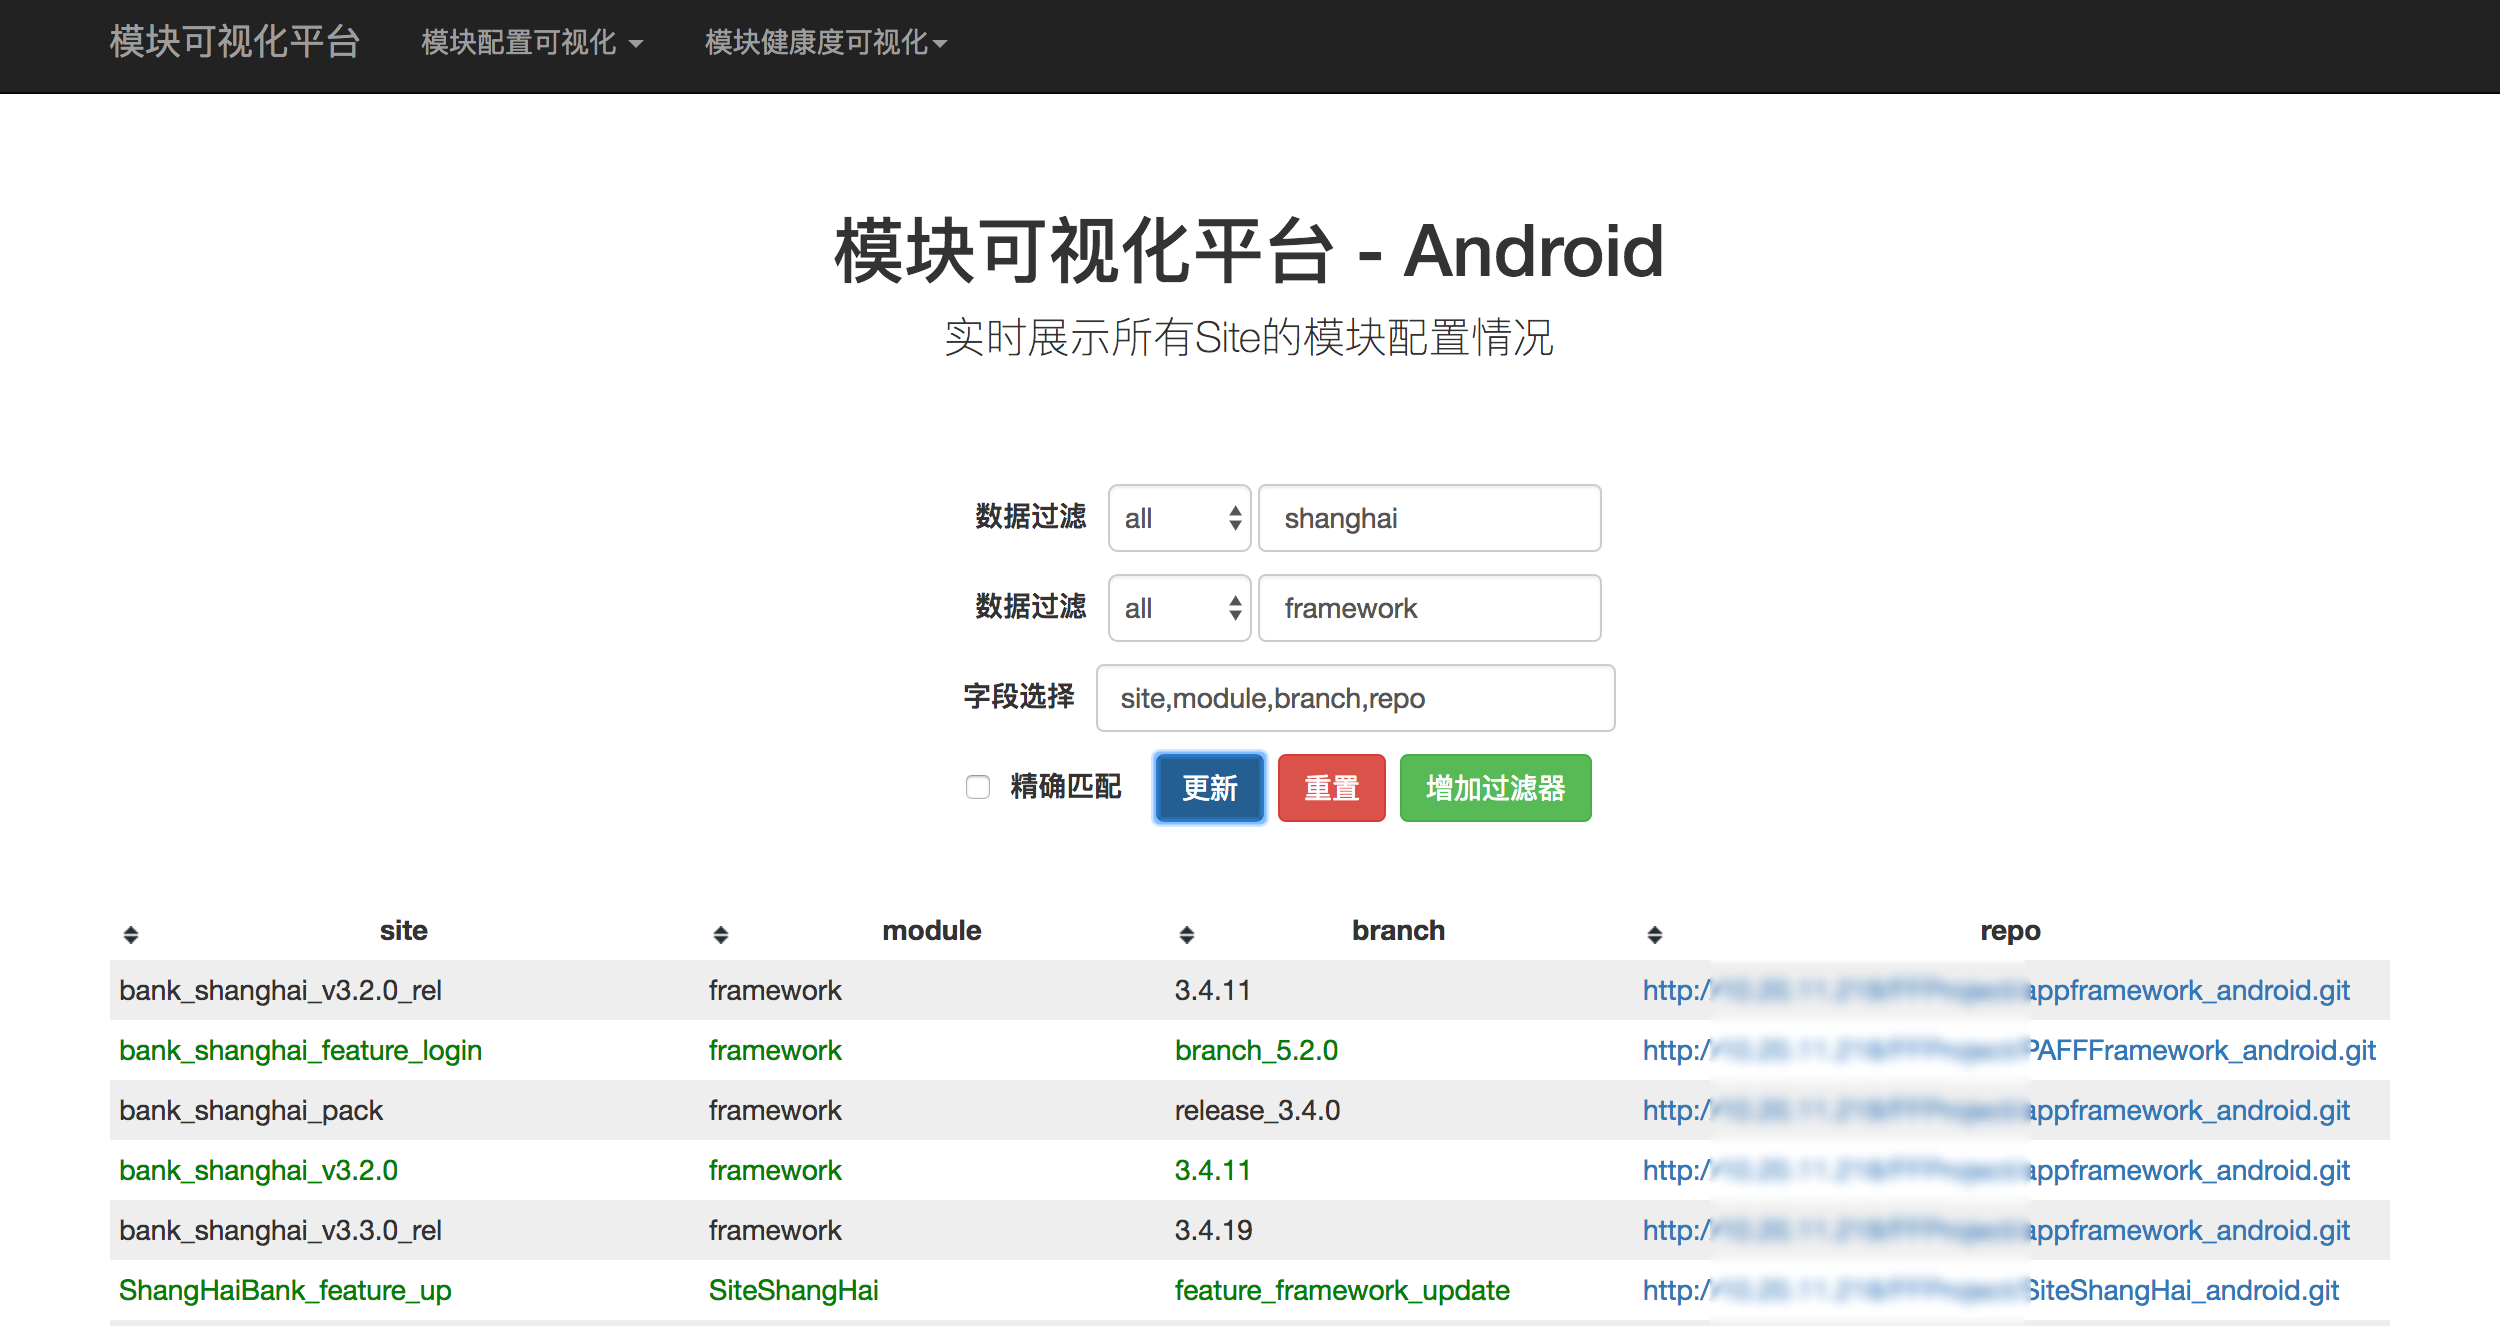 模块可视化平台 模块配置可视化 模块健康度可视化
模块可视化平台 - Android
实时展示所有Site的模块配置情况
数据过滤 all shanghai
数据过滤 all framework
字段选择 site,module,branch,repo
精确匹配 更新 重置 增加过滤器
site module branch repo
bank_shanghai_v3.2.0_rel framework 3.4.11 http:/ appframework_android.git
bank_shanghai_feature_login framework branch_5.2.0 http:/ PAFFFramework_android.git
bank_shanghai_pack framework release_3.4.0 http:/ appframework_android.git
bank_shanghai_v3.2.0 framework 3.4.11 http:/ appframework_android.git
bank_shanghai_v3.3.0_rel framework 3.4.19 http:/ appframework_android.git
ShangHaiBank_feature_up SiteShangHai feature_framework_update http:/ SiteShangHai_android.git